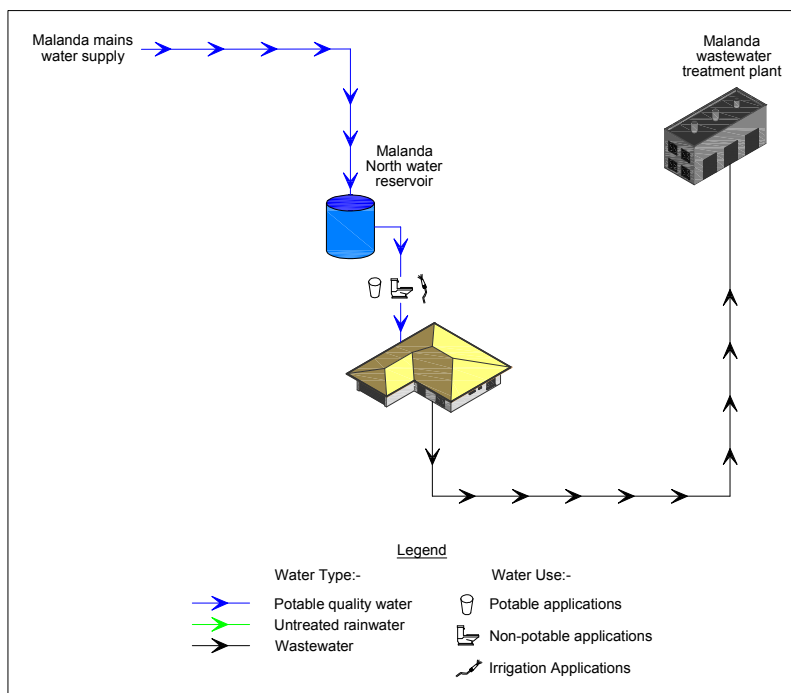 Malanda mains
water supply
Malanda
wastewater
treatment plant
Malanda
North water
reservoir
Legend
Water Type:-
Water Use:-
Potable quality water
Potable applications
Untreated rainwater
Non-potable applications
Wastewater
Irrigation Applications